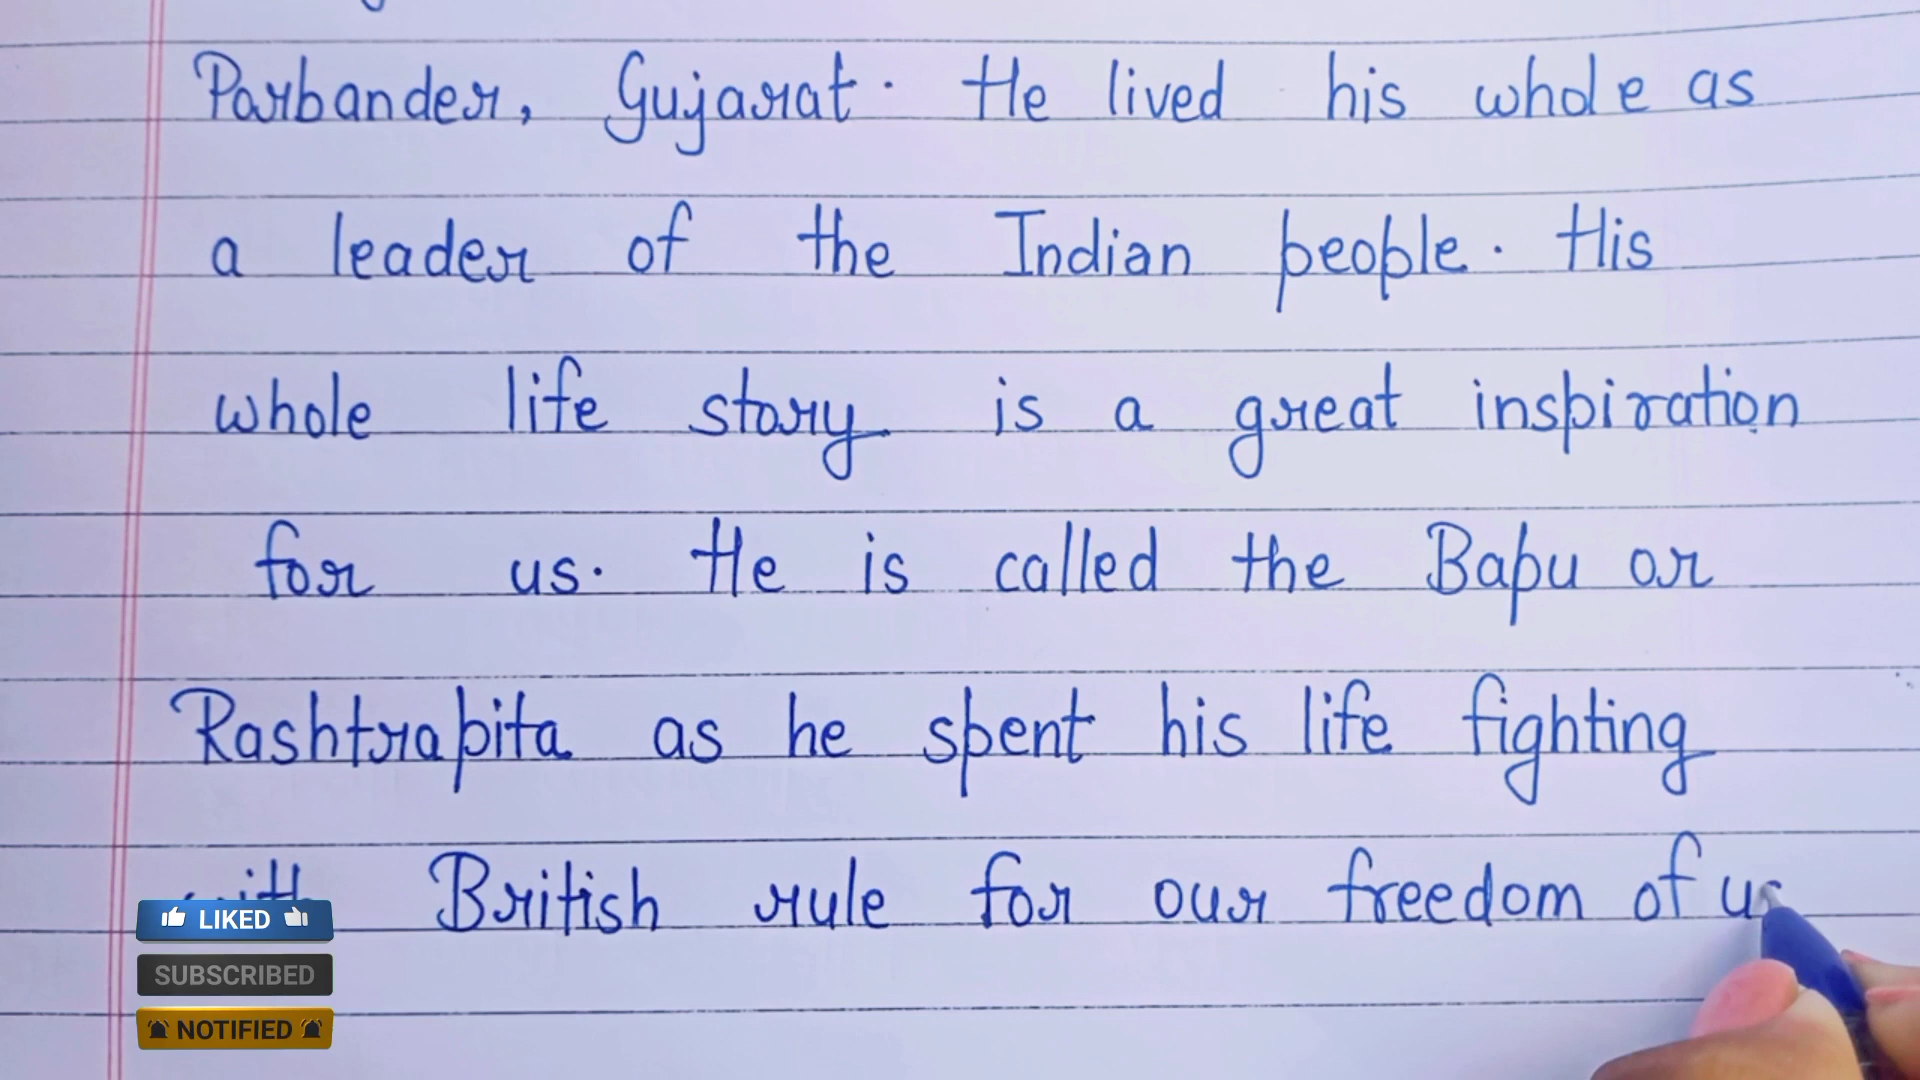 Parbander, Gujarat. He lived his whole as
a leader of the Indian people. His
whole life story is a great inspiration
for us. He is called the Bapu or
Rashtrapita as he spent his life fighting
with British rule for our freedom of us
LIKED
SUBSCRIBED
NOTIFIED